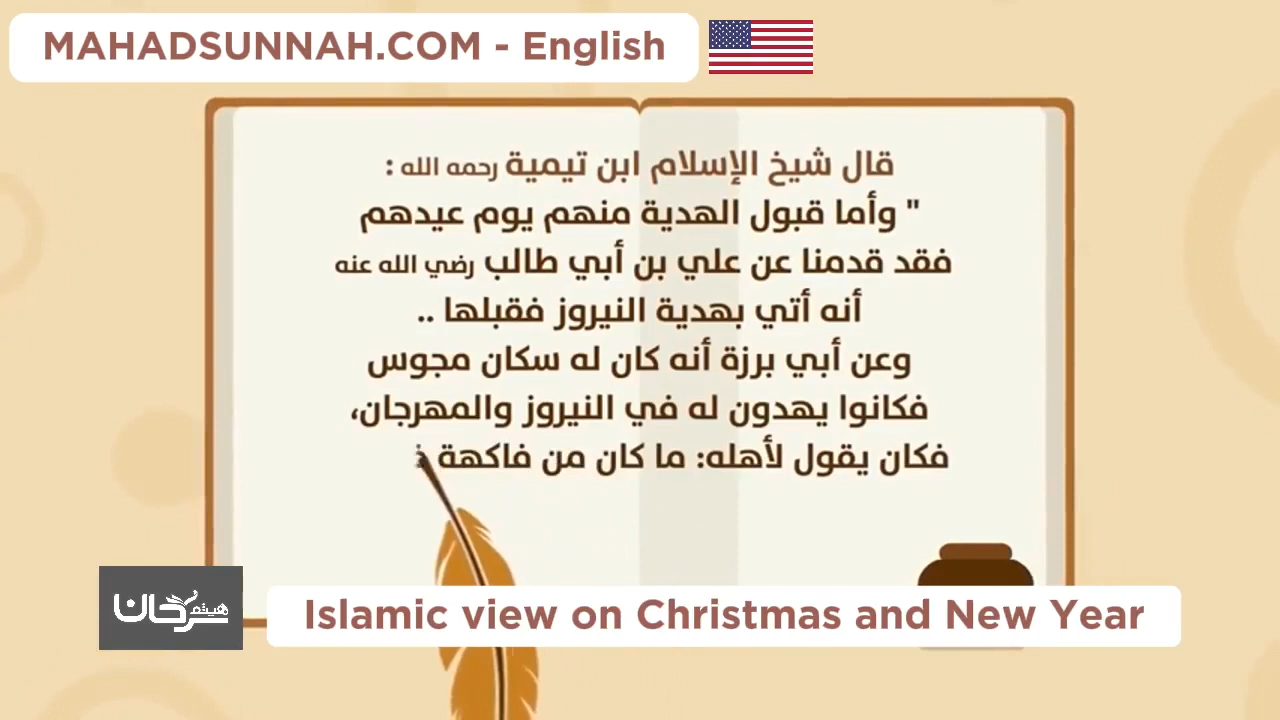 MAHADSUNNAH.COM - English
قال شيخ الإسلام ابن تيمية رحمه الله :
" وأما قبول الهدية منهم يوم عيدهم
فقد قدمنا عن علي بن أبي طالب رضي الله عنه
أنه أتي بهدية النيروز فقبلها ..
وعن أبي برزة أنه كان له سكان مجوس
فكانوا يهدون له في النيروز والمهرجان،
فكان يقول لأهله: ما كان من فاكهة
هيثم سرحان
Islamic view on Christmas and New Year